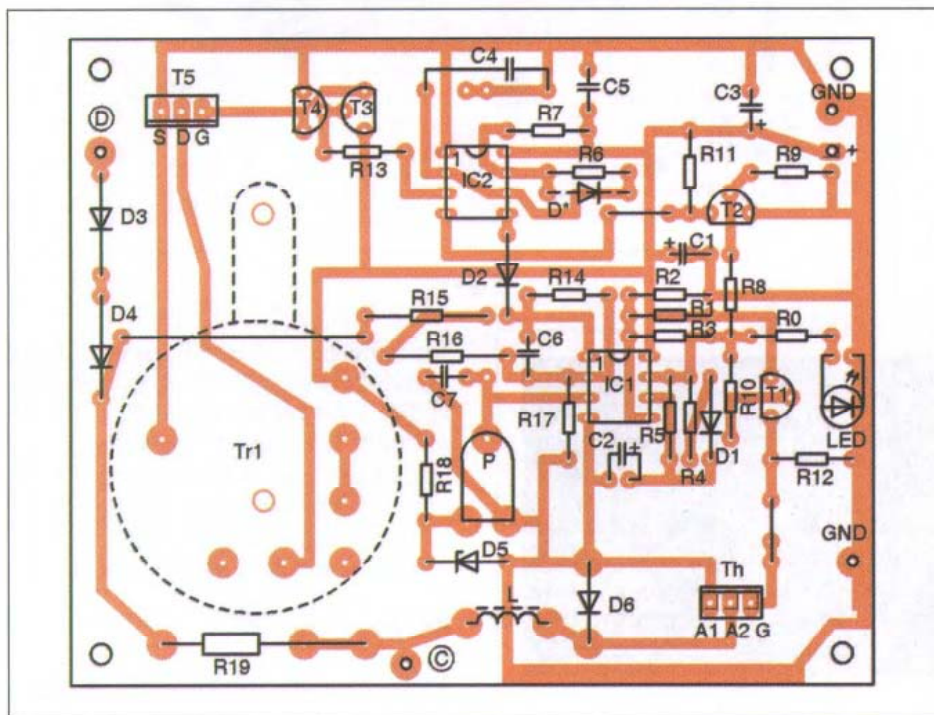 C4
T5
C5
C3
GND
D
T4
T3
R7
+
S D G
R13
1
IC2
R6
R11
R9
+
D*
T2
D3
+
C1
D2
R14
R2
R8
D4
R15
R1
R3
R0
R16
C6
1
IC1
C7
R10
T1
R17
Tr1
C2
+
R5
D1
LED
P
R18
R4
R12
D5
GND
Th
L
D6
A1 A2 G
R19
C